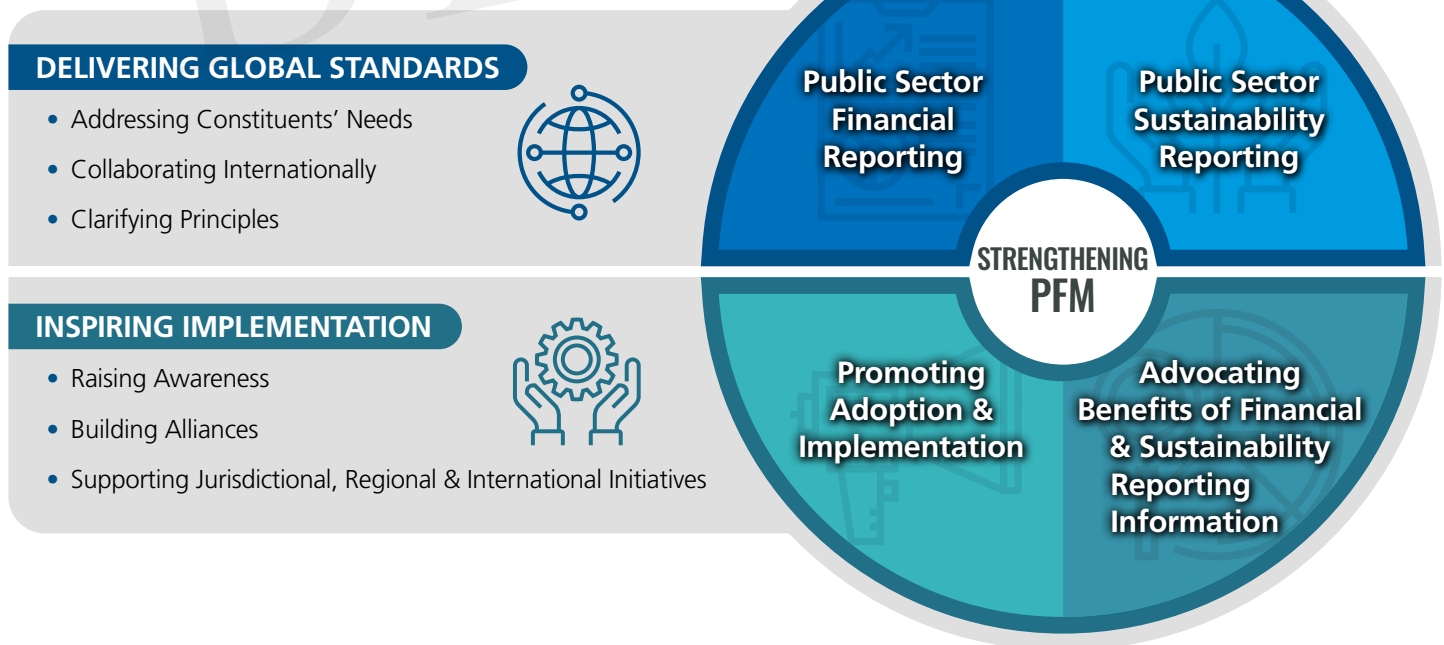 DELIVERING GLOBAL STANDARDS
• Addressing Constituents’ Needs
• Collaborating Internationally
• Clarifying Principles
Public Sector
Financial
Reporting
Public Sector
Sustainability
Reporting
STRENGTHENING
PFM
INSPIRING IMPLEMENTATION
• Raising Awareness
• Building Alliances
• Supporting Jurisdictional, Regional & International Initiatives
Promoting
Adoption &
Implementation
Advocating
Benefits of Financial
& Sustainability
Reporting
Information